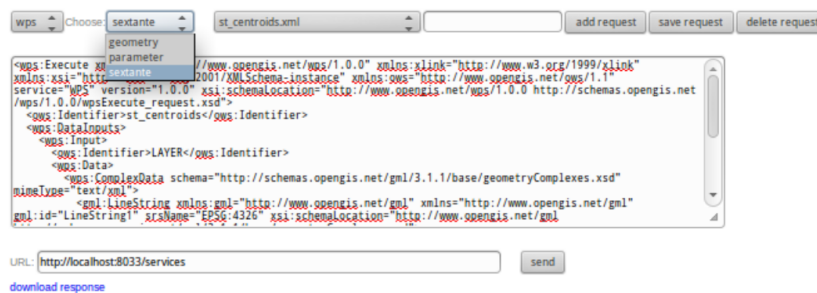 wps Choose: sextante st_centroids.xml add request save request delete request
geometry
parameter
sextante
<wps:Execute //www.opengis.net/wps/1.0.0" xmlns:xlink="http://www.w3.org/1999/xlink"
xmlns:xsi="http 2001/XMLSchema-instance" xmlns:ows="http://www.opengis.net/ows/1.1"
service="WPS" version="1.0.0" xsi:schemaLocation="http://www.opengis.net/wps/1.0.0 http://schemas.opengis.net
/wps/1.0.0/wpsExecute_request.xsd">
<ows:Identifier>st_centroids</ows:Identifier>
<wps:DataInputs>
<wps:Input>
<ows:Identifier>LAYER</ows:Identifier>
<wps:Data>
<wps:ComplexData schema="http://schemas.opengis.net/gml/3.1.1/base/geometryComplexes.xsd"
mimeType="text/xml">
<gml:LineString xmlns:gml="http://www.opengis.net/gml" xmlns="http://www.opengis.net/gml"
gml:id="LineString1" srsName="EPSG:4326" xsi:schemaLocation="http://www.opengis.net/gml
URL: http://localhost:8033/services send
download response